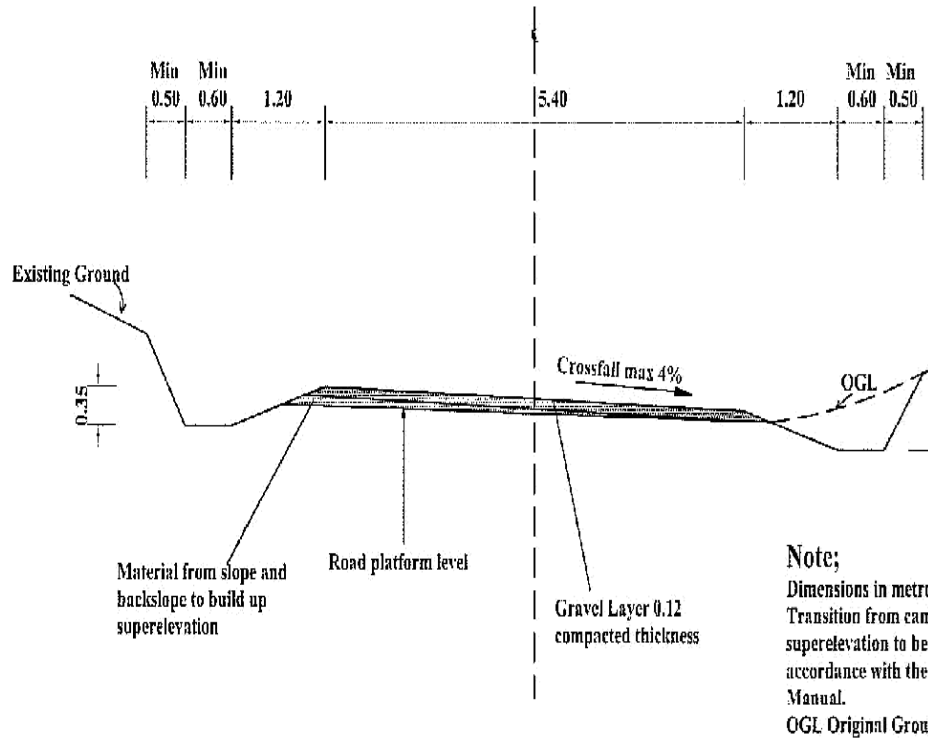 Min Min Min Min
0.50 0.60 1.20 5.40 1.20 0.60 0.50
Existing Ground
Crossfall max 4%
OGL
0.35
Material from slope and
backslope to build up
superelevation
Road platform level
Gravel Layer 0.12
compacted thickness
Note;
Dimensions in metr
Transition from cam
superelevation to be
accordance with the
Manual.
OGL Original Grou